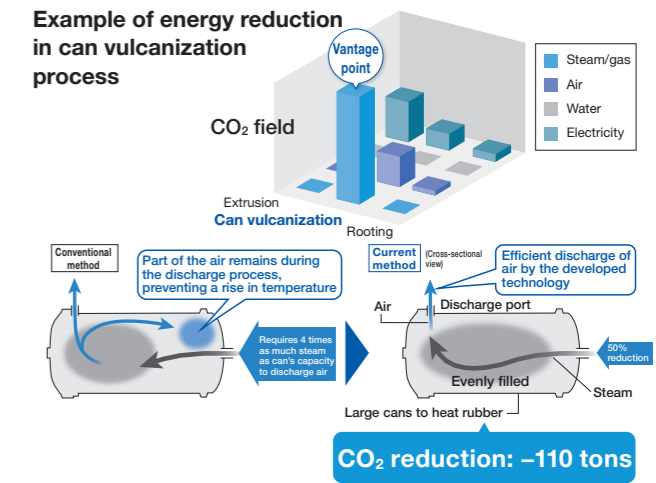 Example of energy reduction
in can vulcanization
process
Vantage
point
Steam/gas
Air
Water
Electricity
CO₂ field
Extrusion
Can vulcanization
Rooting
Conventional
method
Part of the air remains during
the discharge process,
preventing a rise in temperature
Requires 4 times
as much steam
as can's capacity
to discharge air
Current
method
(Cross-sectional
view)
Efficient discharge of
air by the developed
technology
Air
Discharge port
50%
reduction
Evenly filled
Steam
Large cans to heat rubber
CO₂ reduction: –110 tons